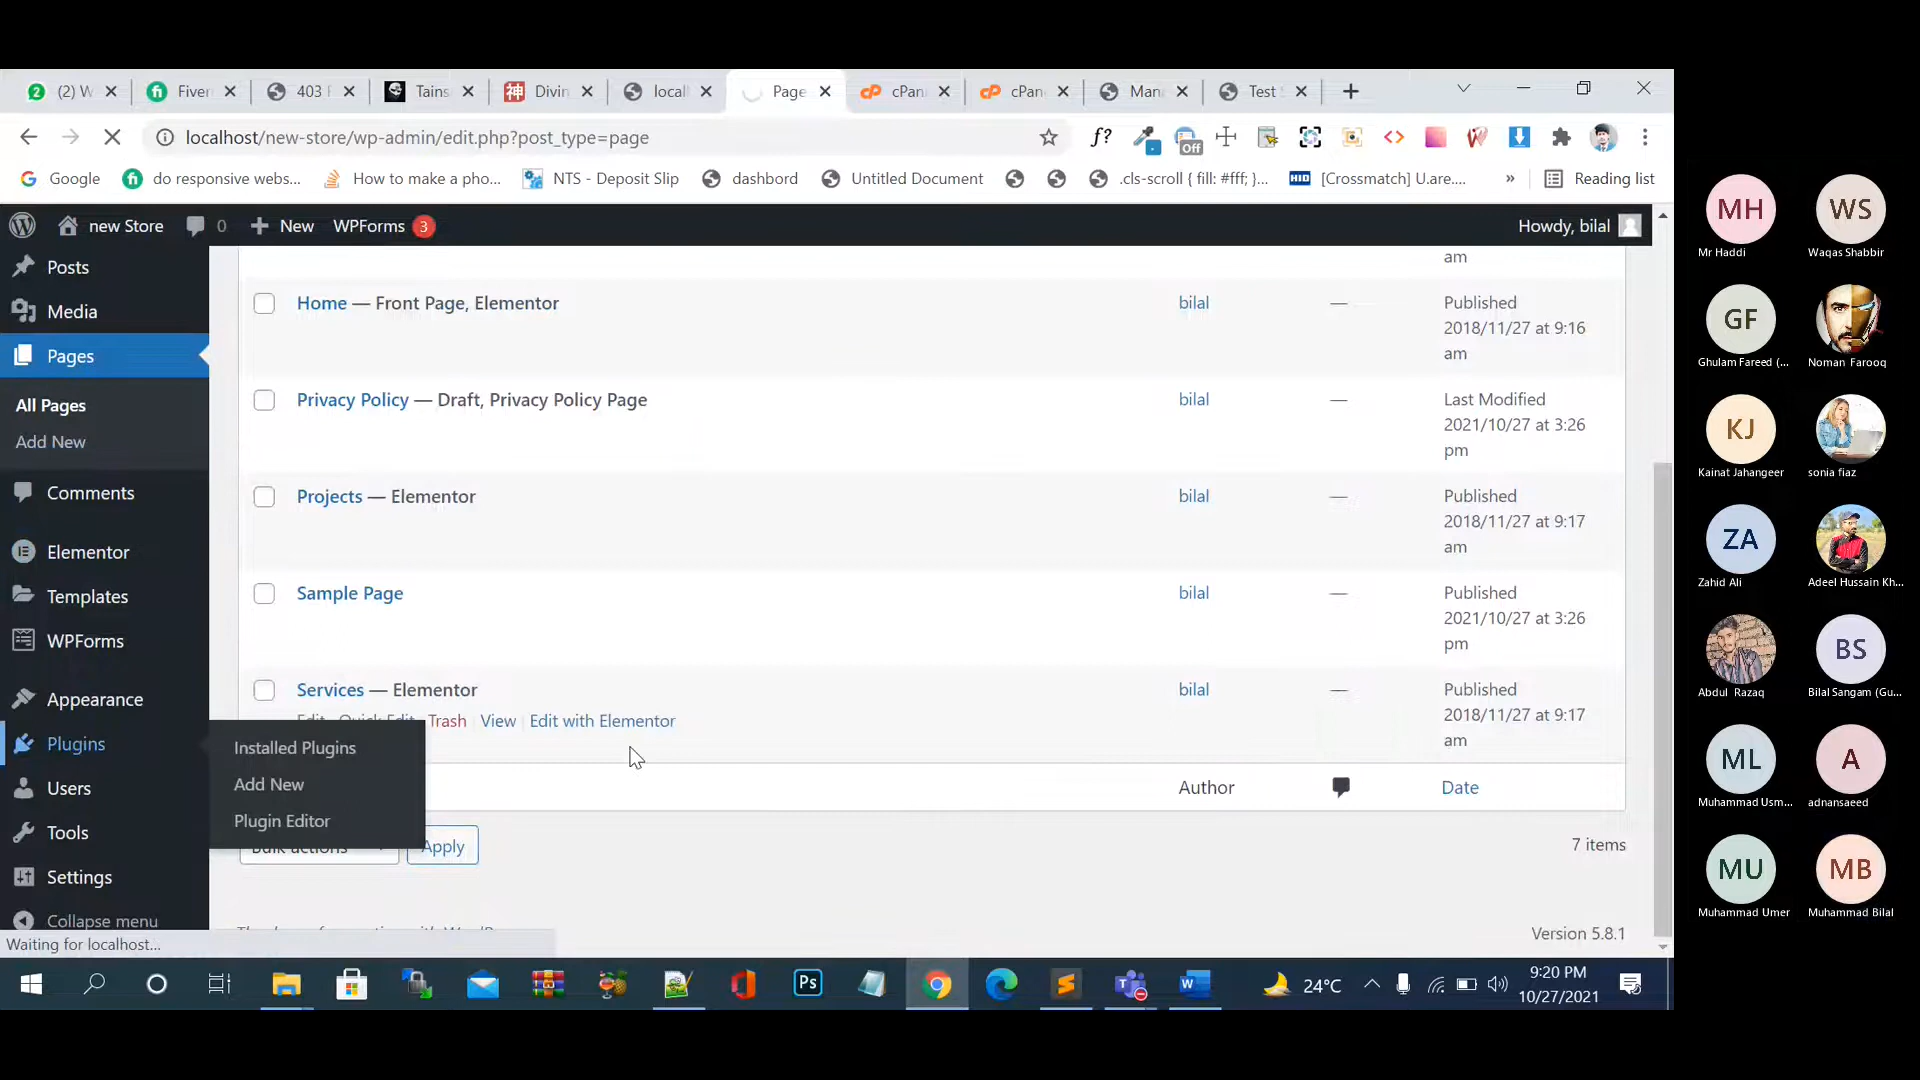 (2) W
Fiver
403 F
Tains
Divin
locall
Page
cPan
cPan
Man
Test
localhost/new-store/wp-admin/edit.php?post_type=page
f?
Off
Google
do responsive webs...
How to make a pho...
NTS - Deposit Slip
dashbord
Untitled Document
.cls-scroll { fill: #fff; }...
HID
[Crossmatch] U.are....
»
Reading list
new Store
0
New
WPForms 3
Howdy, bilal
Posts
Media
Pages
All Pages
Add New
Comments
Elementor
Templates
WPForms
Appearance
Plugins
Users
Tools
Settings
Collapse menu
Installed Plugins
Add New
Plugin Editor
am
Home — Front Page, Elementor
bilal
—
Published
2018/11/27 at 9:16
am
Privacy Policy — Draft, Privacy Policy Page
bilal
—
Last Modified
2021/10/27 at 3:26
pm
Projects — Elementor
bilal
—
Published
2018/11/27 at 9:17
am
Sample Page
bilal
—
Published
2021/10/27 at 3:26
pm
Services — Elementor
Edit Quick Edit Trash | View | Edit with Elementor
bilal
—
Published
2018/11/27 at 9:17
am
Author
Date
Bulk actions
Apply
7 items
Version 5.8.1
Waiting for localhost...
Ps
24°C
9:20 PM
10/27/2021
MH
Mr Haddi
WS
Waqas Shabbir
GF
Ghulam Fareed (...
Noman Farooq
KJ
Kainat Jahangeer
sonia fiaz
ZA
Zahid Ali
Adeel Hussain Kh...
Abdul Razaq
BS
Bilal Sangam (Gu...
ML
Muhammad Usm...
A
adnansaeed
MU
Muhammad Umer
MB
Muhammad Bilal